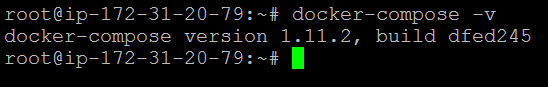 root@ip-172-31-20-79:~# docker-compose -v
docker-compose version 1.11.2, build dfed245
root@ip-172-31-20-79:~#